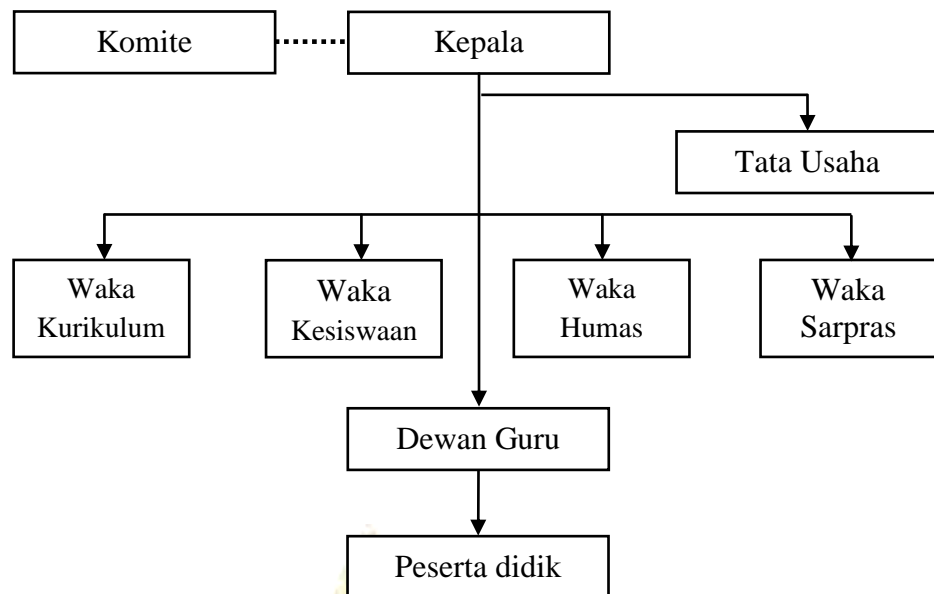 Komite
Kepala
Tata Usaha
Waka
Kurikulum
Waka
Kesiswaan
Waka
Humas
Waka
Sarpras
Dewan Guru
Peserta didik